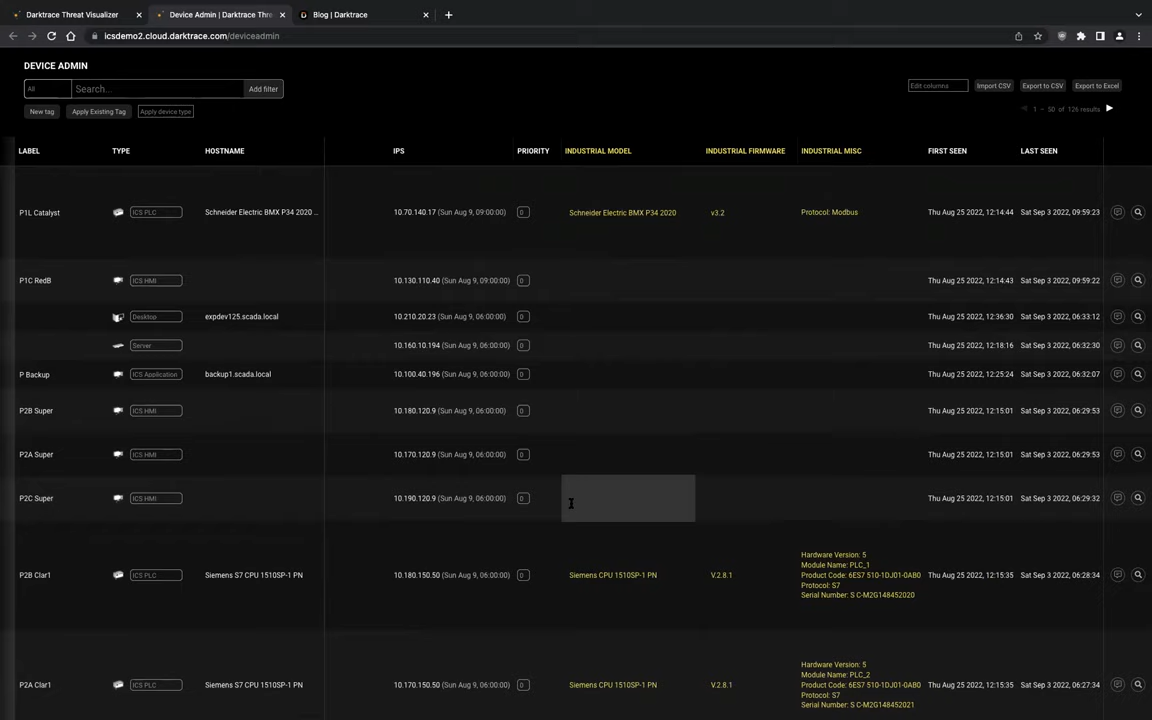 Darktrace Threat Visualizer
Device Admin | Darktrace Thre
Blog | Darktrace
icsdemo2.cloud.darktrace.com/deviceadmin
DEVICE ADMIN
All
Search...
Add filter
Edit columns
Import CSV
Export to CSV
Export to Excel
New tag
Apply Existing Tag
Apply device type
1 – 50 of 126 results
LABEL TYPE HOSTNAME IPS PRIORITY INDUSTRIAL MODEL INDUSTRIAL FIRMWARE INDUSTRIAL MISC FIRST SEEN LAST SEEN
P1L Catalyst ICS PLC Schneider Electric BMX P34 2020 .. 10.70.140.17 (Sun Aug 9, 09:00:00) 0 Schneider Electric BMX P34 2020 v3.2 Protocol: Modbus Thu Aug 25 2022, 12:14:44 Sat Sep 3 2022, 09:59:23
P1C RedB ICS HMI 10.130.110.40 (Sun Aug 9, 09:00:00) 0 Thu Aug 25 2022, 12:14:43 Sat Sep 3 2022, 09:59:22
Desktop expdev125.scada.local 10.210.20.23 (Sun Aug 9, 06:00:00) 0 Thu Aug 25 2022, 12:36:30 Sat Sep 3 2022, 06:33:12
Server 10.160.10.194 (Sun Aug 9, 06:00:00) 0 Thu Aug 25 2022, 12:18:16 Sat Sep 3 2022, 06:32:30
P Backup ICS Application backup1.scada.local 10.100.40.196 (Sun Aug 9, 06:00:00) 0 Thu Aug 25 2022, 12:25:24 Sat Sep 3 2022, 06:32:07
P2B Super ICS HMI 10.180.120.9 (Sun Aug 9, 06:00:00) 0 Thu Aug 25 2022, 12:15:01 Sat Sep 3 2022, 06:29:53
P2A Super ICS HMI 10.170.120.9 (Sun Aug 9, 06:00:00) 0 Thu Aug 25 2022, 12:15:01 Sat Sep 3 2022, 06:29:53
P2C Super ICS HMI 10.190.120.9 (Sun Aug 9, 06:00:00) 0 Thu Aug 25 2022, 12:15:01 Sat Sep 3 2022, 06:29:32
Hardware Version: 5
Module Name: PLC_1
P2B Clar1 ICS PLC Siemens S7 CPU 1510SP-1 PN 10.180.150.50 (Sun Aug 9, 06:00:00) 0 Siemens CPU 1510SP-1 PN V.2.8.1 Product Code: 6ES7 510-1DJ01-0AB0 Thu Aug 25 2022, 12:15:35 Sat Sep 3 2022, 06:28:34
Protocol: S7
Serial Number: S C-M2G148452020
Hardware Version: 5
Module Name: PLC_2
P2A Clar1 ICS PLC Siemens S7 CPU 1510SP-1 PN 10.170.150.50 (Sun Aug 9, 06:00:00) 0 Siemens CPU 1510SP-1 PN V.2.8.1 Product Code: 6ES7 510-1DJ01-0AB0 Thu Aug 25 2022, 12:15:35 Sat Sep 3 2022, 06:27:34
Protocol: S7
Serial Number: S C-M2G148452021